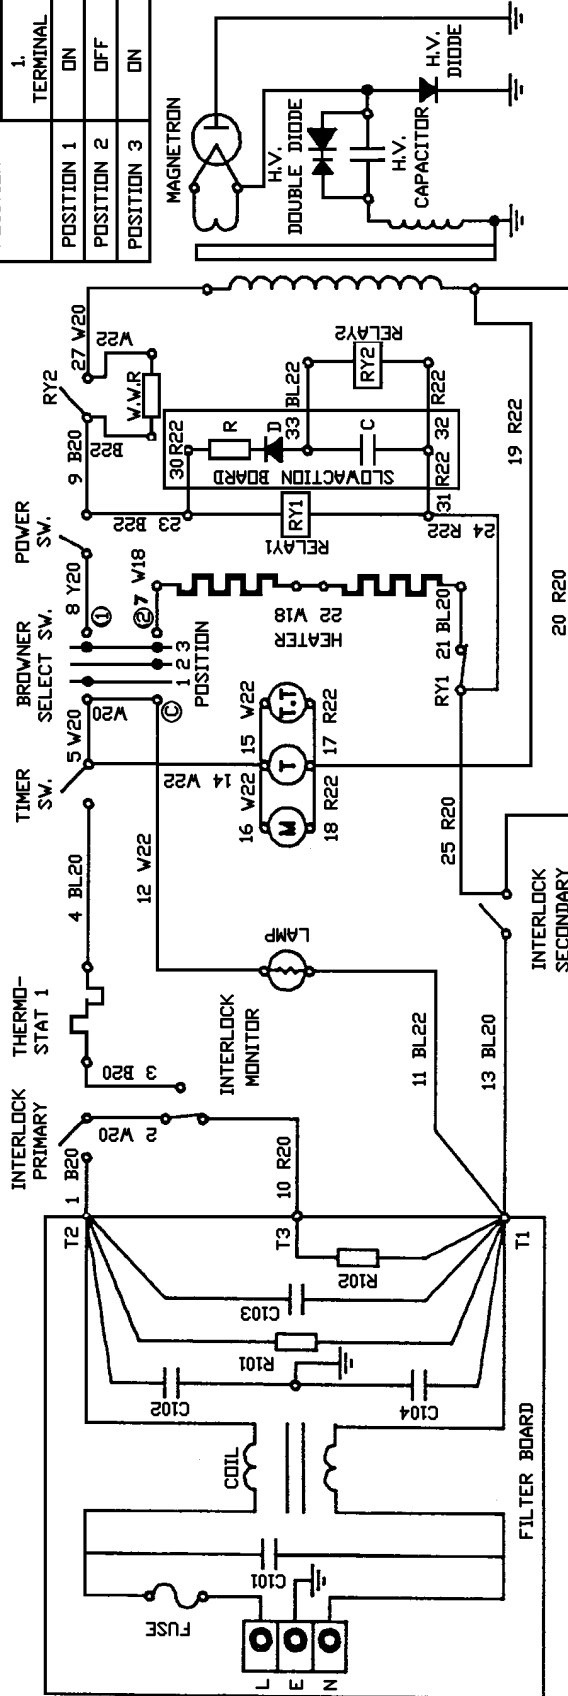 1.
TERMINAL
POSITION 1
ON
POSITION 2
OFF
POSITION 3
ON
MAGNETRON
H.V.
DOUBLE DIODE
H.V.
CAPACITOR
H.V.
DIODE
27 W20
W22
RY2
W.W.R
9 B20
B22
POWER
SW.
8 Y20
23 B22
30 R22
R
D
33
BL22
RELAY2
RY2
R22
C
32
SLOWACTION BOARD
31
R22
RELAY1
RY1
24 R22
19 R22
20 R20
BROWNER
SELECT SW.
(1)
(2)
7 W18
1 2 3
POSITION
W20
(C)
HEATER
22 W18
21 BL20
RY1
25 R20
TIMER
SW.
5 W20
14 W22
15
W22
16
W22
M
T
T.T
17
R22
18
R22
4 BL20
12 W22
LAMP
THERMO-
STAT 1
3 B20
INTERLOCK
MONITOR
11 BL22
13 BL20
INTERLOCK
SECONDARY
INTERLOCK
PRIMARY
1 B20
2 W20
10 R20
T2
T3
T1
R102
C103
R101
C102
C104
COIL
C101
FUSE
L
E
N
FILTER BOARD